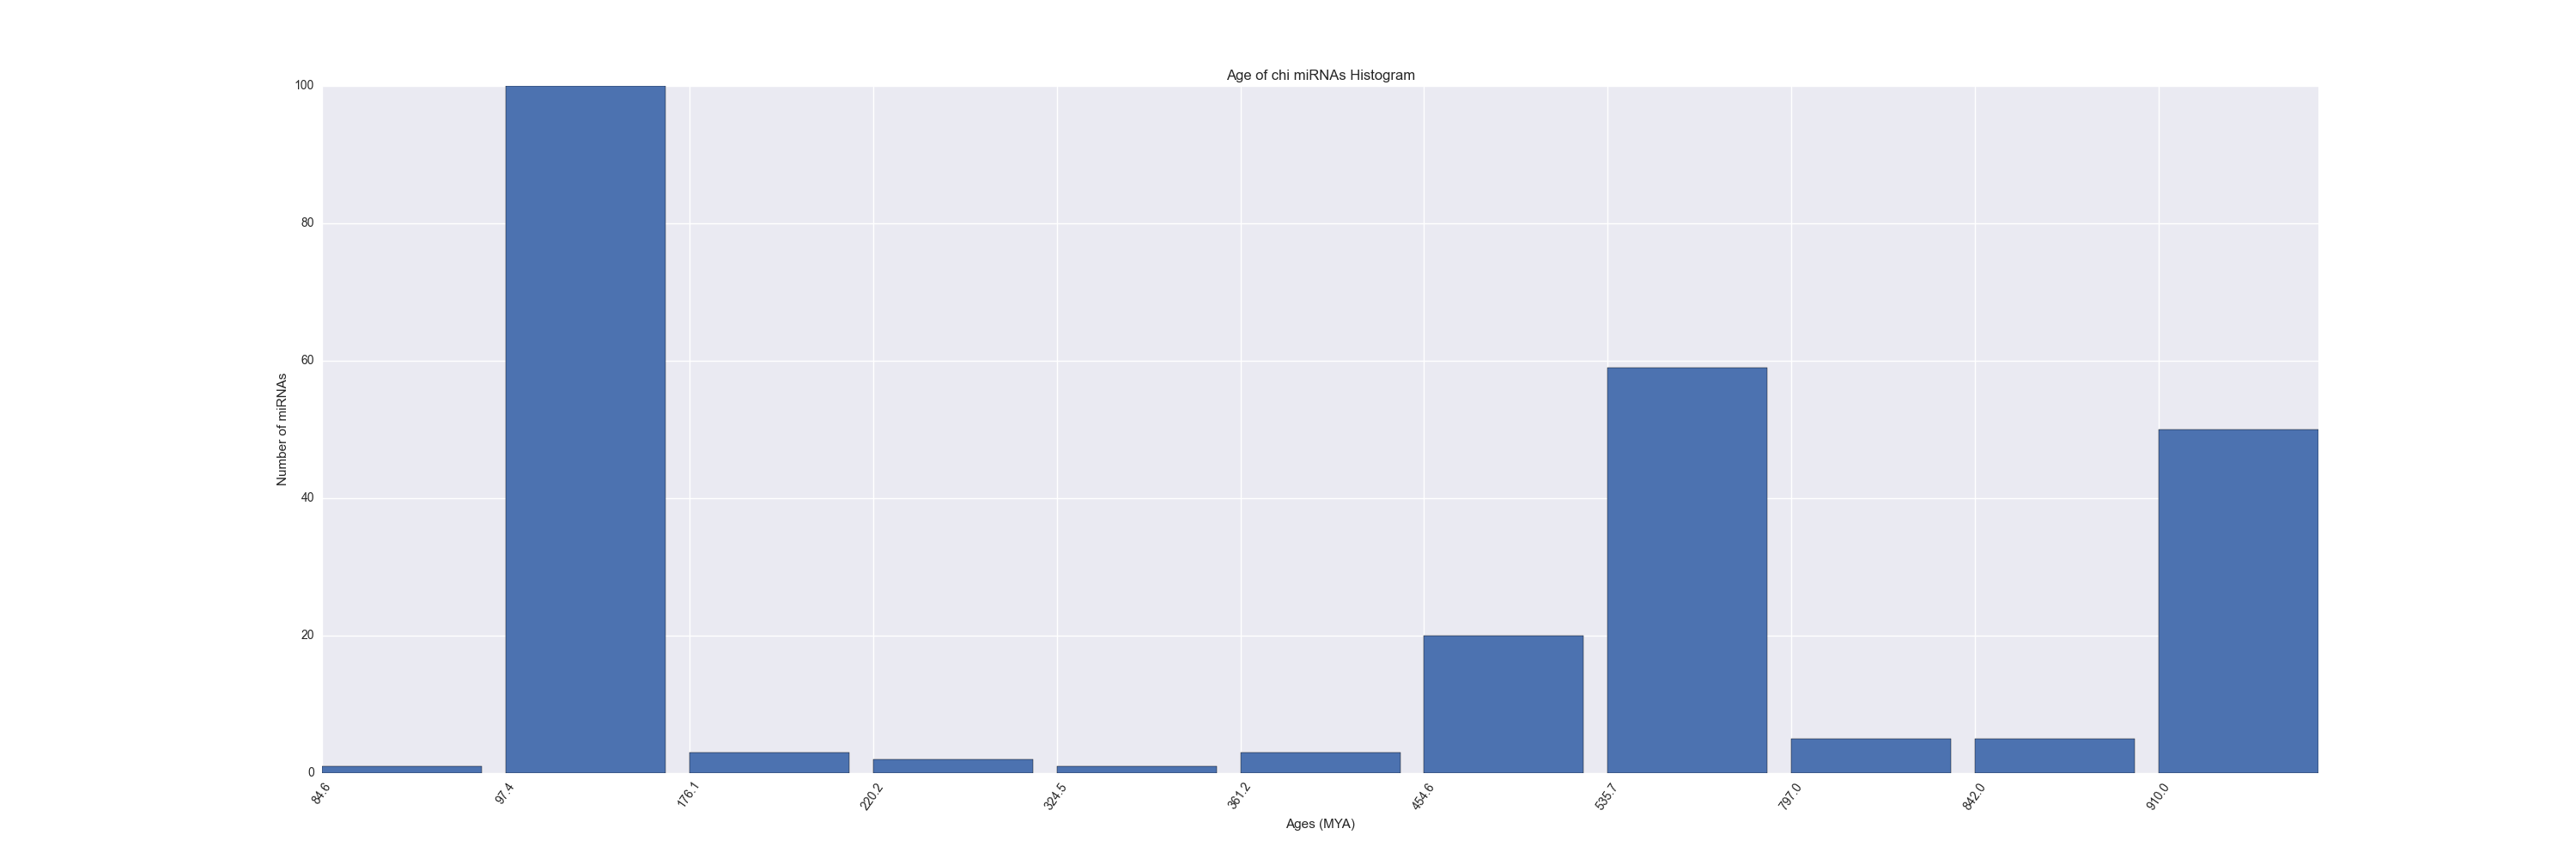 Age of chi miRNAs Histogram
100
80
60
40
20
0
Number of miRNAs
84.6 97.4 176.1 220.2 324.5 361.2 454.6 535.7 797.0 842.0 910.0
Ages (MYA)